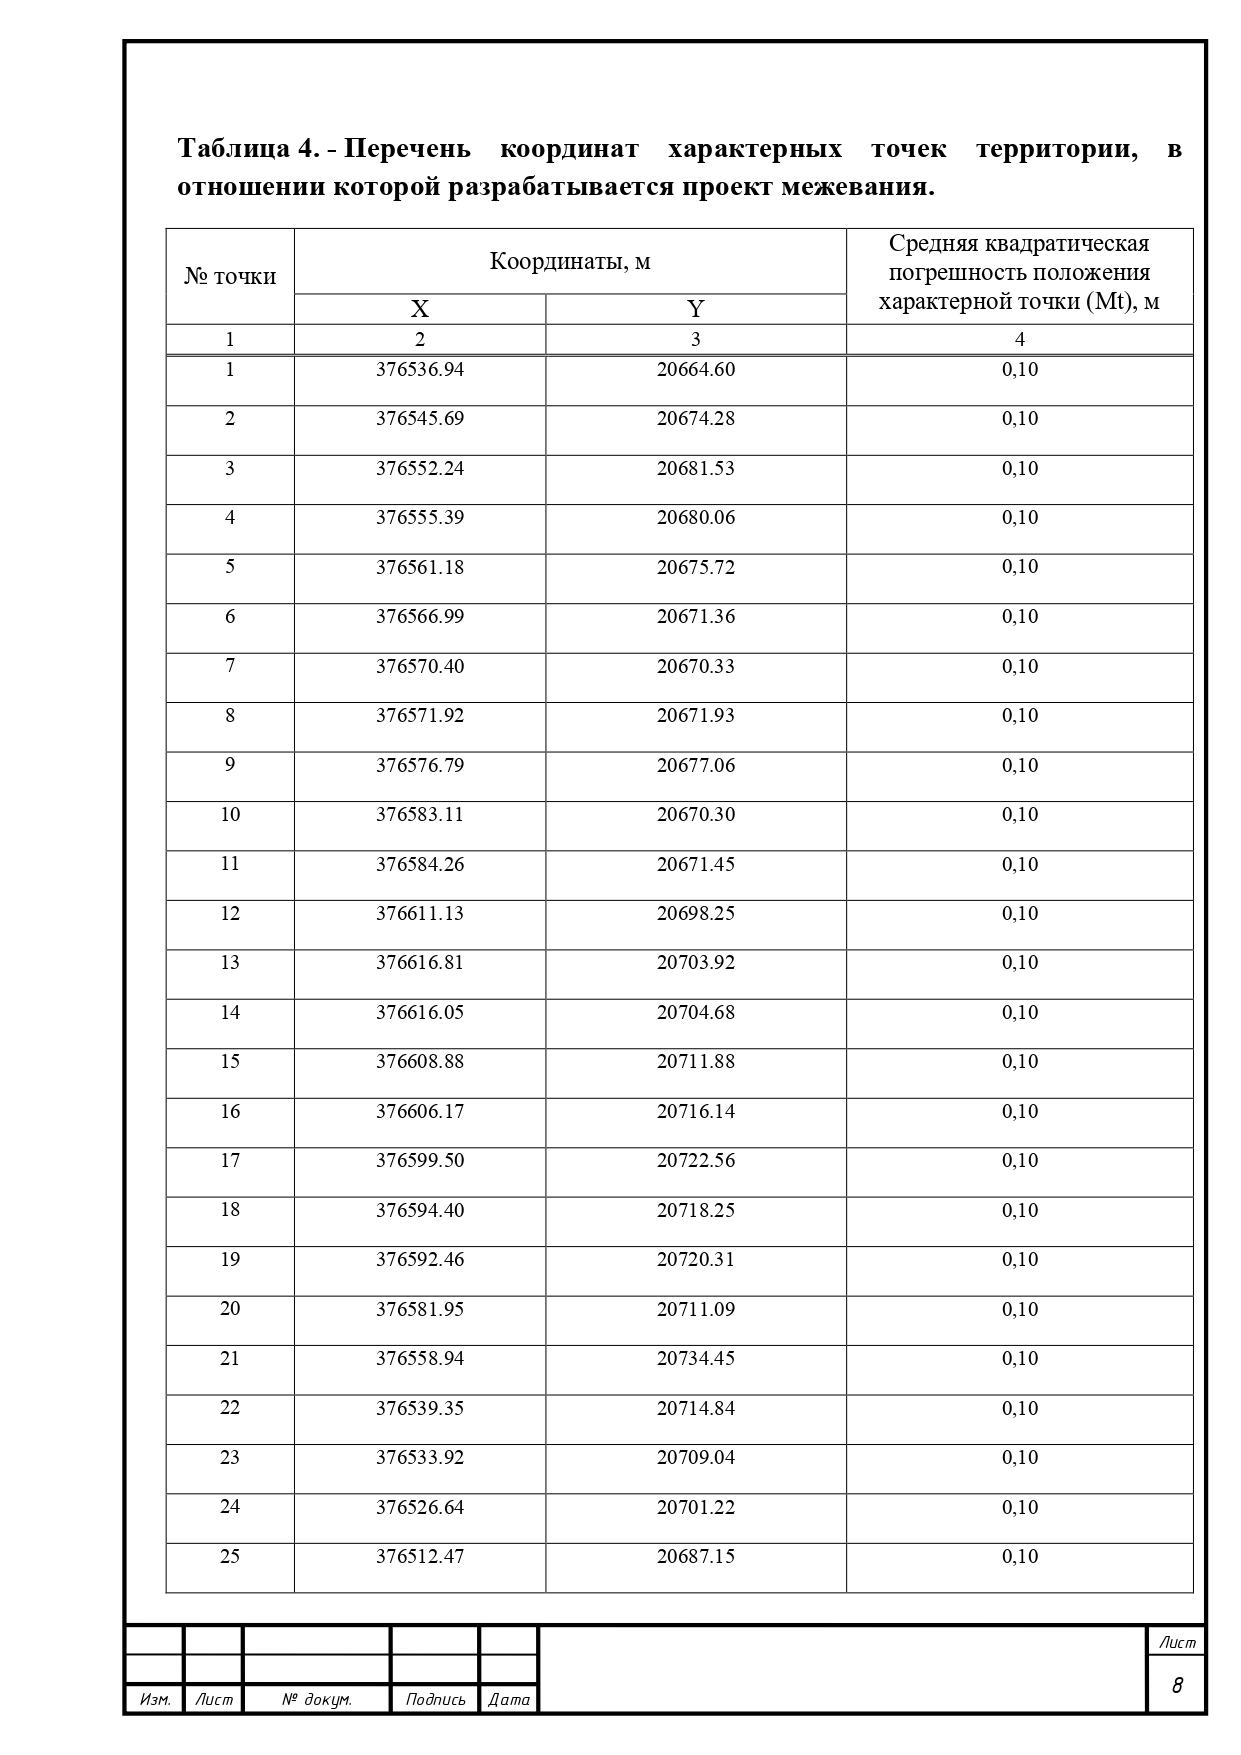 Таблица 4. - Перечень координат характерных точек территории, в
отношении которой разрабатывается проект межевания.
№ точки
Координаты, м
Средняя квадратическая
погрешность положения
характерной точки (Mt), м
X Y
1 2 3 4
1 376536.94 20664.60 0,10
2 376545.69 20674.28 0,10
3 376552.24 20681.53 0,10
4 376555.39 20680.06 0,10
5 376561.18 20675.72 0,10
6 376566.99 20671.36 0,10
7 376570.40 20670.33 0,10
8 376571.92 20671.93 0,10
9 376576.79 20677.06 0,10
10 376583.11 20670.30 0,10
11 376584.26 20671.45 0,10
12 376611.13 20698.25 0,10
13 376616.81 20703.92 0,10
14 376616.05 20704.68 0,10
15 376608.88 20711.88 0,10
16 376606.17 20716.14 0,10
17 376599.50 20722.56 0,10
18 376594.40 20718.25 0,10
19 376592.46 20720.31 0,10
20 376581.95 20711.09 0,10
21 376558.94 20734.45 0,10
22 376539.35 20714.84 0,10
23 376533.92 20709.04 0,10
24 376526.64 20701.22 0,10
25 376512.47 20687.15 0,10
Лист
8
Изм. Лист № докум. Подпись Дата